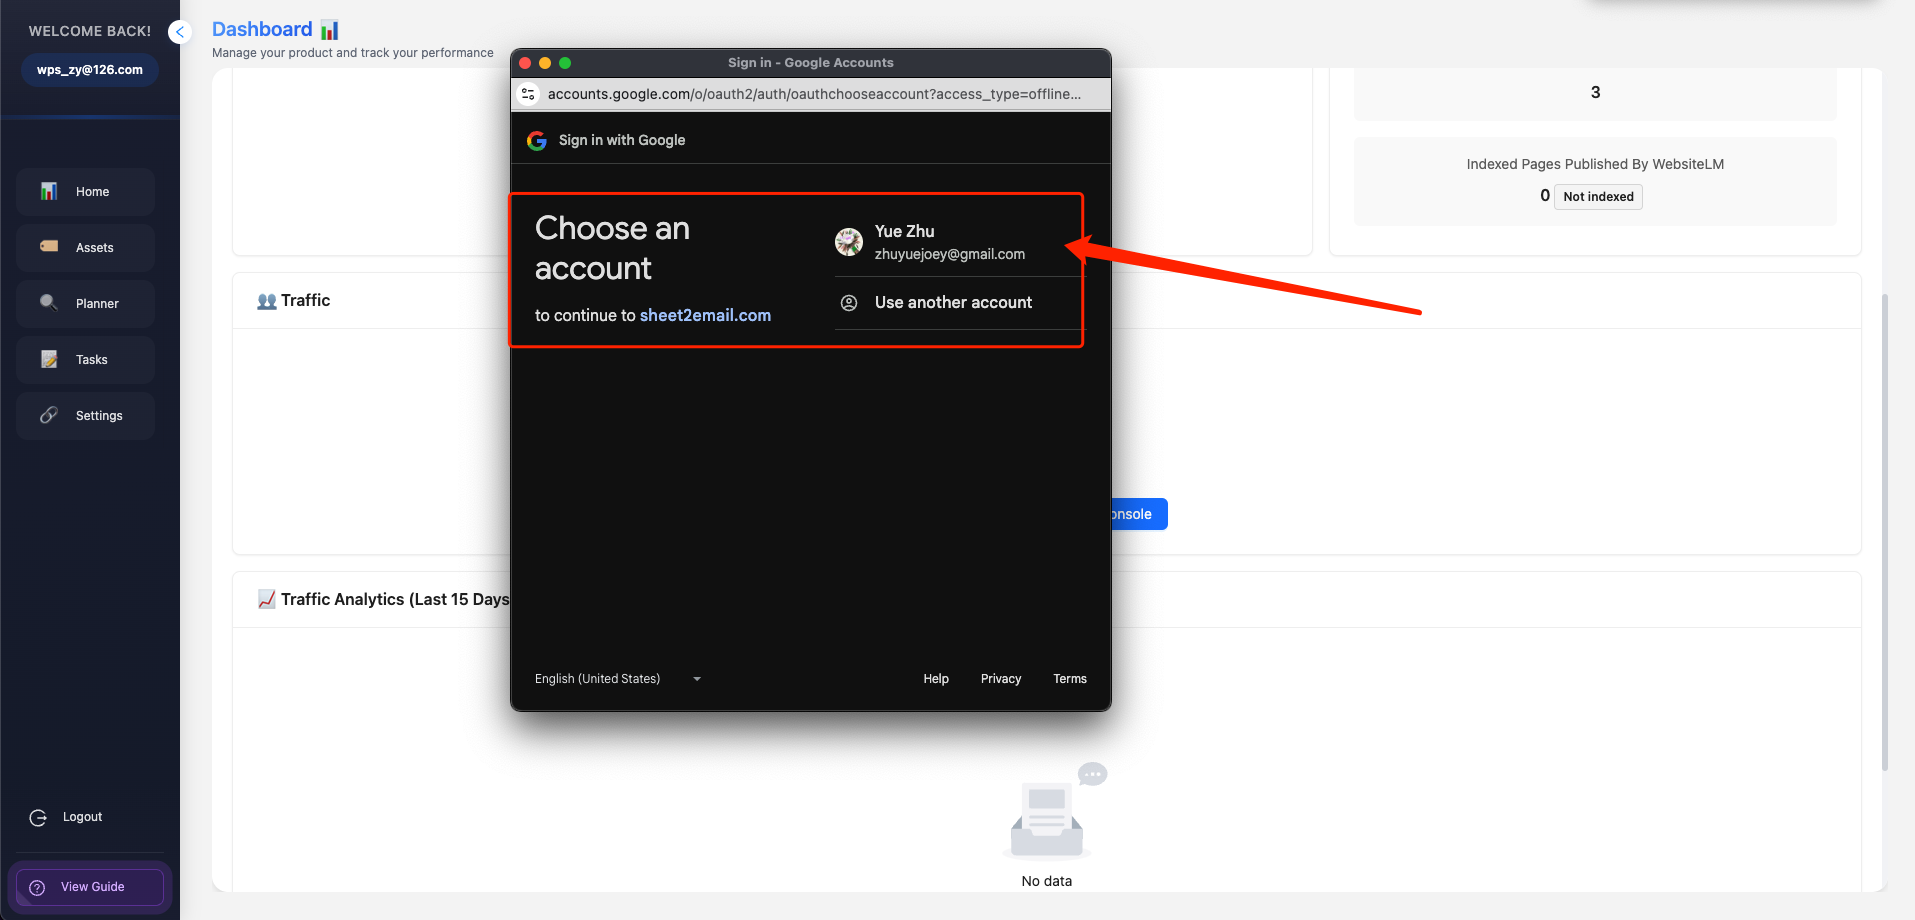 WELCOME BACK!
wps_zy@126.com
Home
Assets
Planner
Tasks
Settings
Logout
View Guide
Dashboard
Manage your product and track your performance
3
Indexed Pages Published By WebsiteLM
0 Not indexed
Traffic
onsole
Traffic Analytics (Last 15 Days
No data
Sign in - Google Accounts
accounts.google.com/o/oauth2/auth/oauthchooseaccount?access_type=offline...
Sign in with Google
Choose an
account
to continue to sheet2email.com
Yue Zhu
zhuyuejoey@gmail.com
Use another account
English (United States)
Help
Privacy
Terms